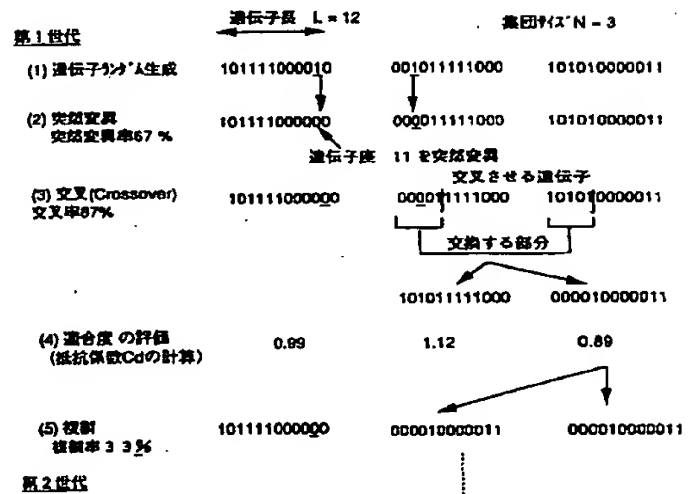 遺伝子長 L = 12
集団サイズ N = 3
第1世代
(1) 遺伝子ランダム生成 101111000010 001011111000 101010000011
(2) 突然変異 101111000000 000011111000 101010000011
突然変異率67 %
遺伝子座 11 を突然変異
交叉させる遺伝子
(3) 交叉(Crossover) 101111000000 000011111000 101010000011
交叉率67%
交換する部分
101011111000 000010000011
(4) 適合度 の評価 0.99 1.12 0.89
(抵抗係数Cdの計算)
(5) 複製 101111000000 000010000011 000010000011
複製率 3 3%
第2世代